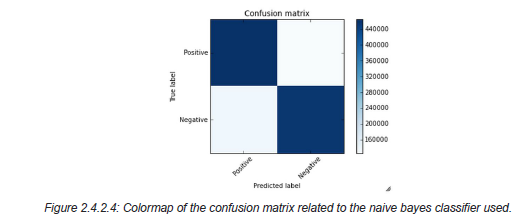 Confusion matrix
Positive
Negative
True label
Positive
Negative
Predicted label
440000
400000
360000
320000
280000
240000
200000
160000
Figure 2.4.2.4: Colormap of the confusion matrix related to the naive bayes classifier used.